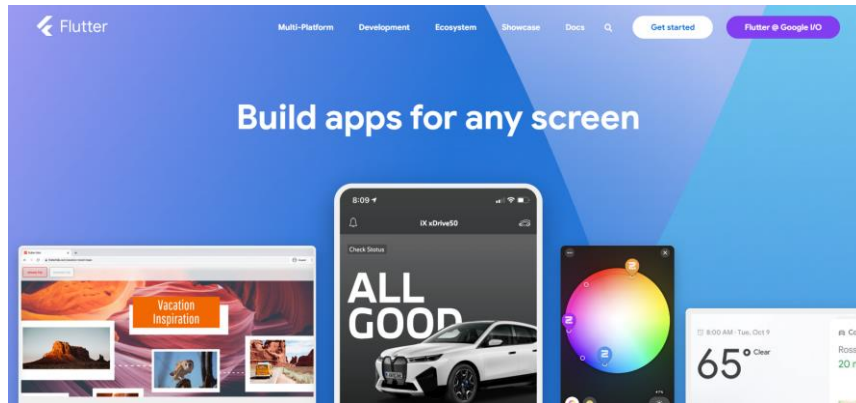 Flutter
Multi-Platform Development Ecosystem Showcase Docs Get started Flutter @ Google I/O
Build apps for any screen
8:09
iX xDrive50
Check Status
ALL
GOOD
Vacation
Inspiration
8:00 AM · Tue, Oct 9
65° Clear